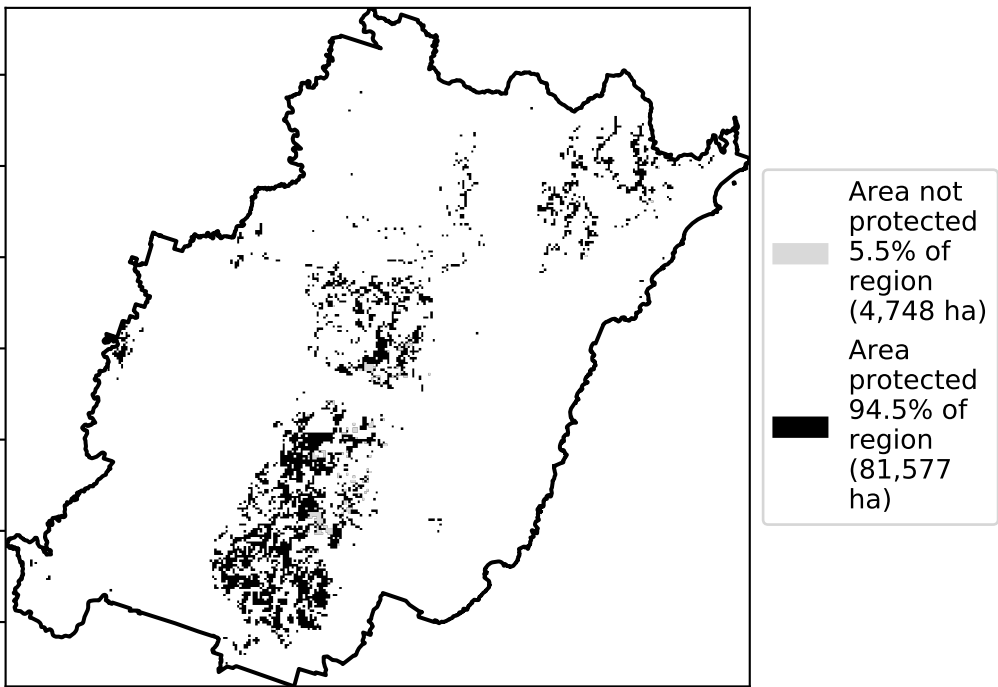 Area not
protected
5.5% of
region
(4,748 ha)
Area
protected
94.5% of
region
(81,577
ha)